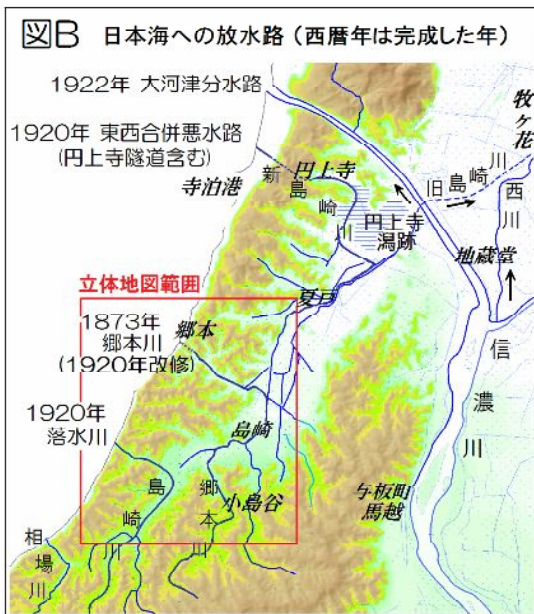 図B 日本海への放水路（西暦年は完成した年）
1922年 大河津分水路
1920年 東西合併悪水路
（円上寺隧道含む）
寺泊港
円上寺
新島崎川
牧ヶ花
旧島崎川
西川
円上寺
潟跡
地蔵堂
夏戸
立体地図範囲
1873年
郷本川
(1920年改修)
郷本
1920年
落水川
島崎
信濃川
島崎川
郷本川
小島谷
与板町
馬越
相場川